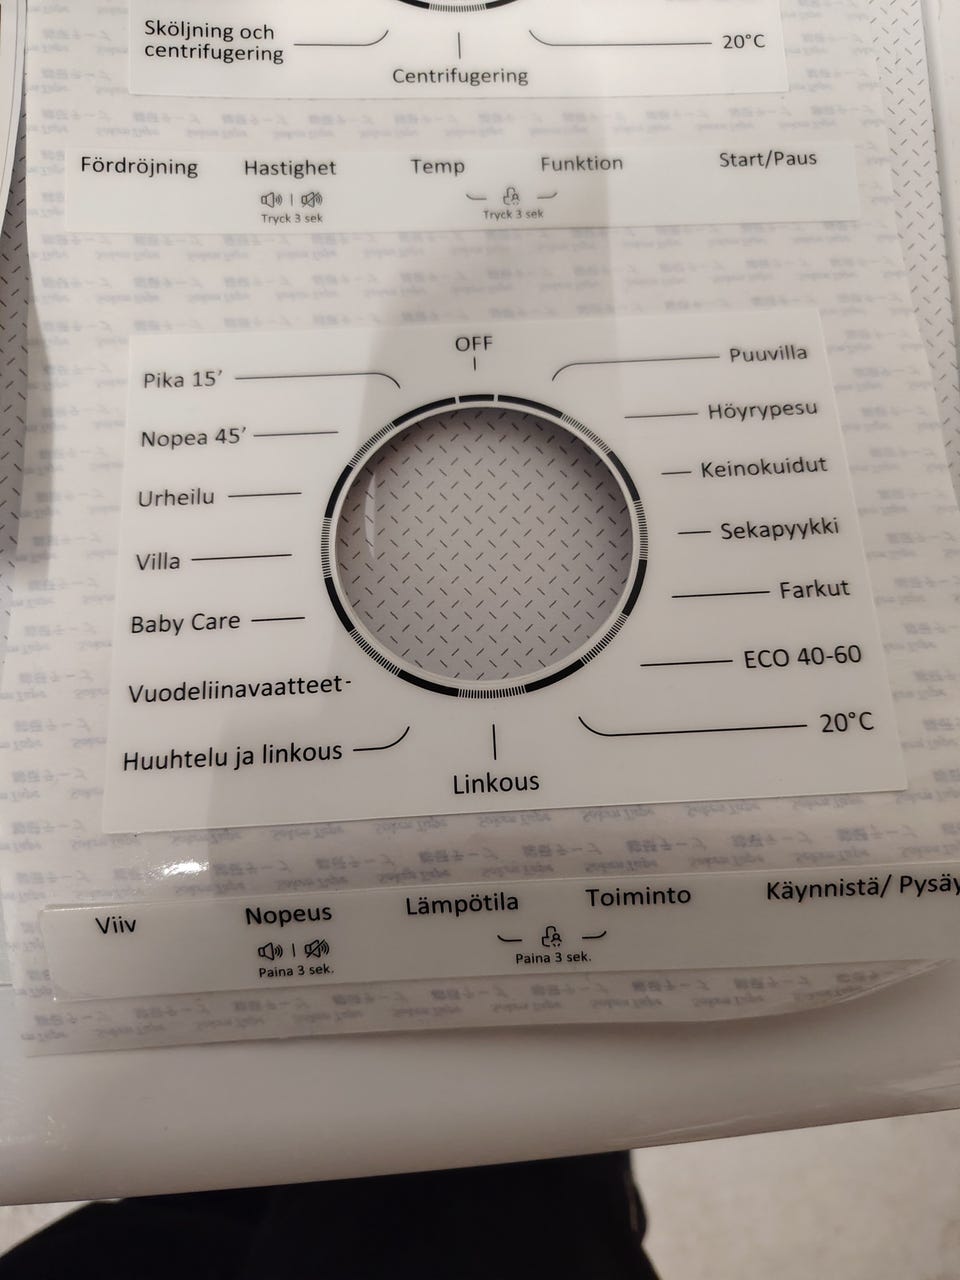 Sköljning och
centrifugering
Centrifugering
20°C
Fördröjning
Hastighet
Temp
Funktion
Start/Paus
Tryck 3 sek
Tryck 3 sek
OFF
Pika 15’
Puuvilla
Nopea 45’
Höyrypesu
Urheilu
Keinokuidut
Villa
Sekapyykki
Baby Care
Farkut
Vuodeliinavaatteet
ECO 40-60
Huuhtelu ja linkous
20°C
Linkous
Viiv
Nopeus
Lämpötila
Toiminto
Käynnistä/ Pysäy
Paina 3 sek.
Paina 3 sek.